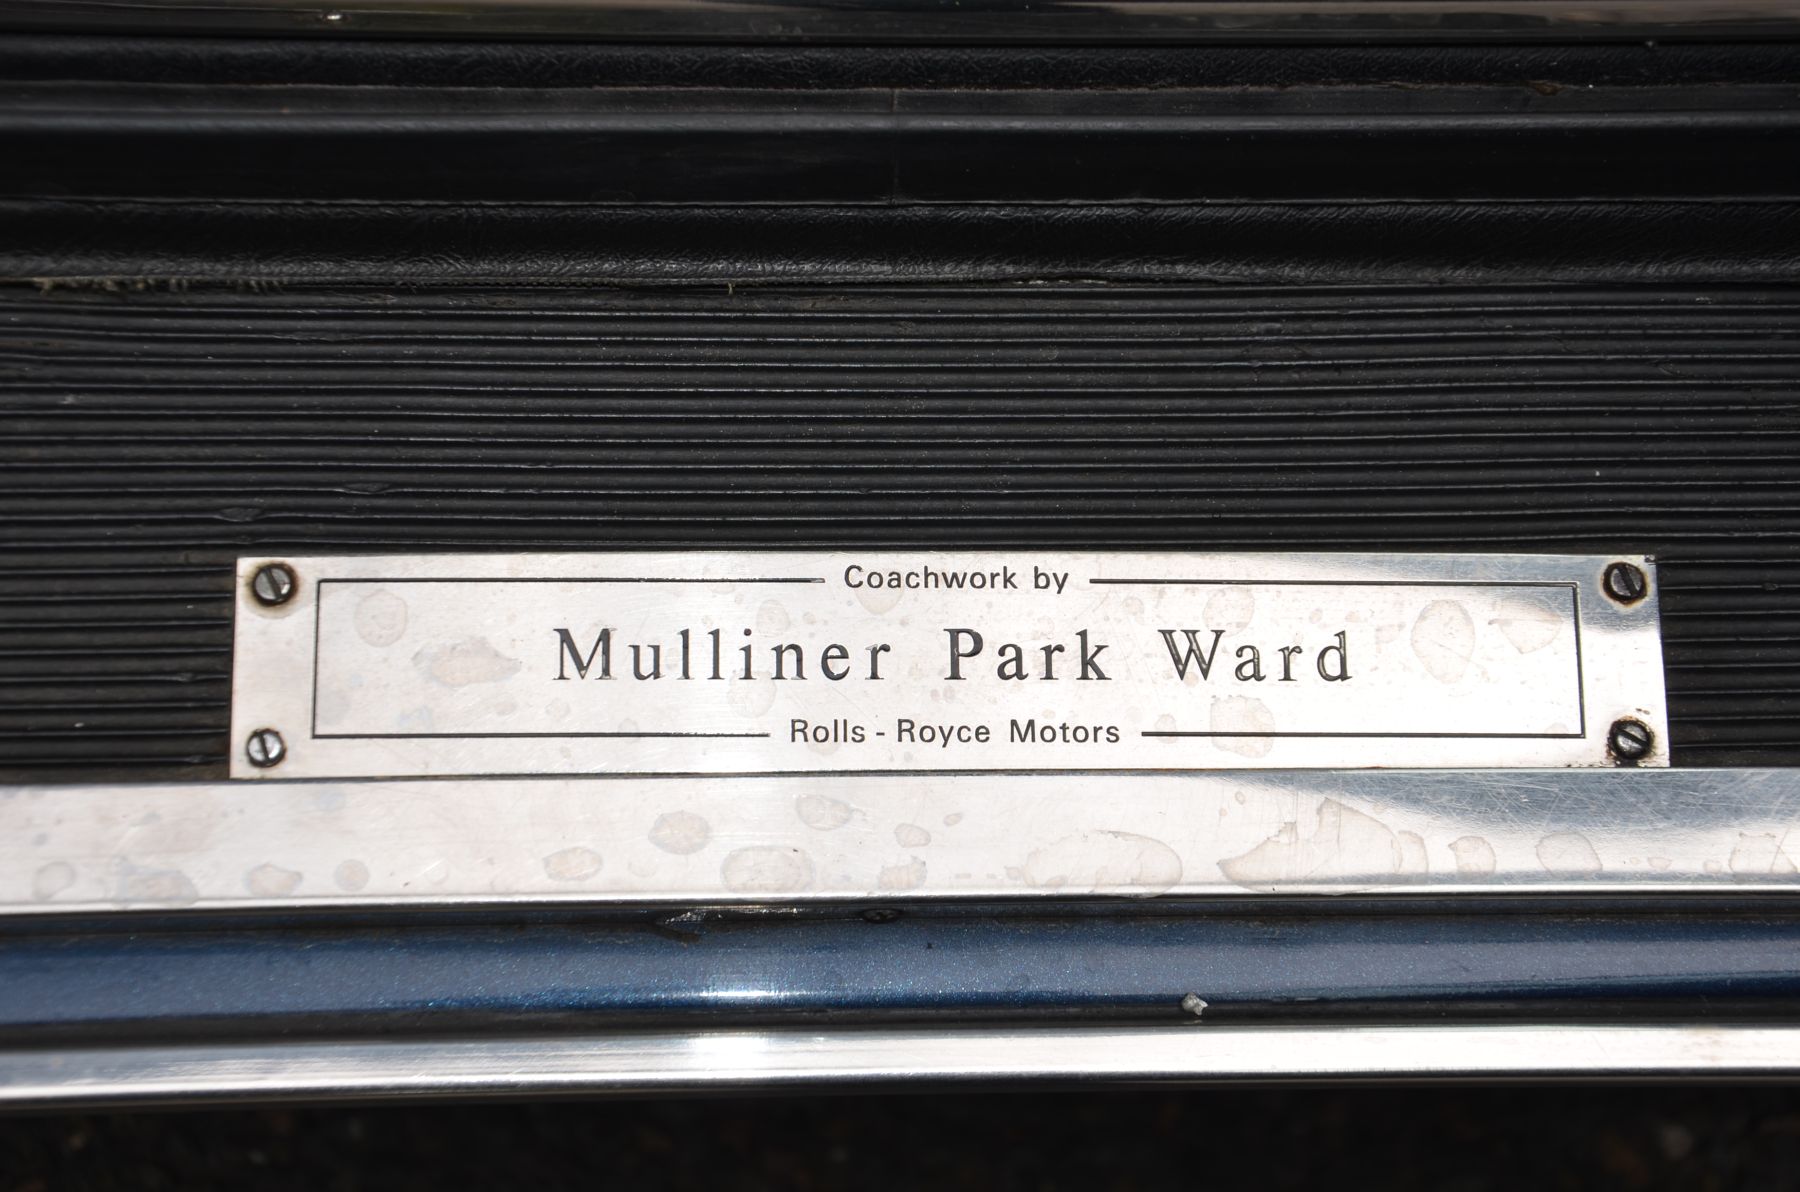 Coachwork by
Mulliner Park Ward
Rolls - Royce Motors